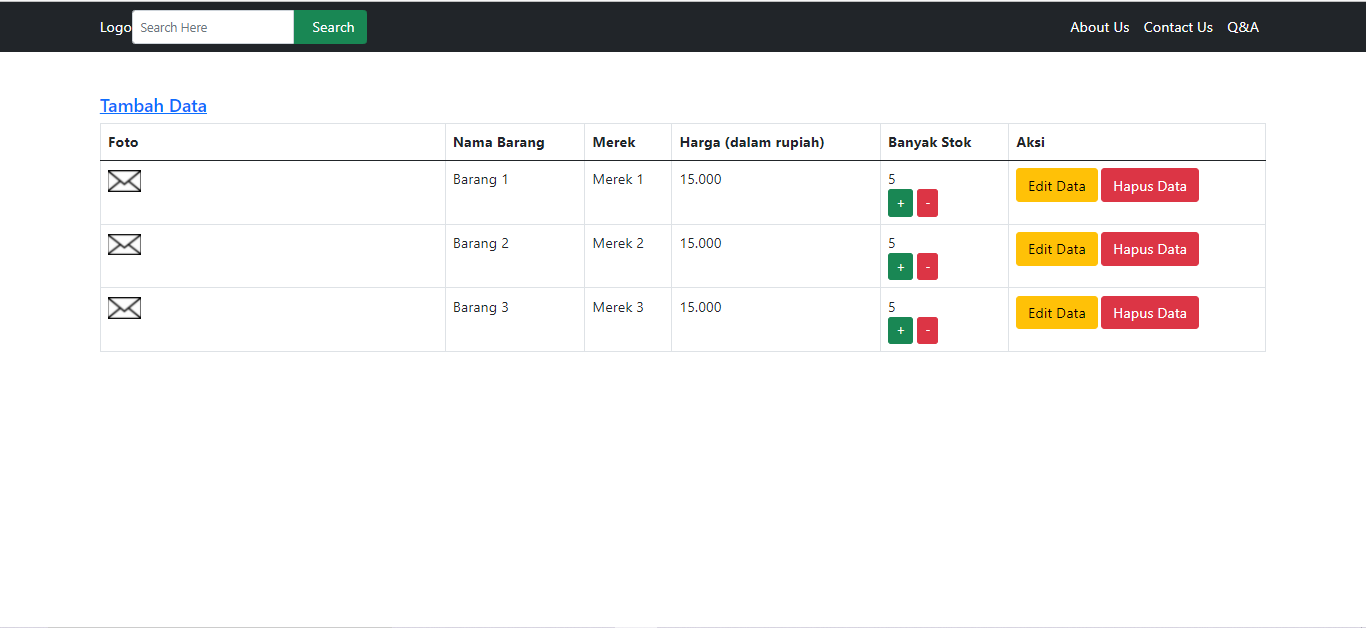 Logo Search Here Search About Us Contact Us Q&A
Tambah Data
Foto Nama Barang Merek Harga (dalam rupiah) Banyak Stok Aksi
Barang 1 Merek 1 15.000 5 Edit Data Hapus Data
+ -
Barang 2 Merek 2 15.000 5 Edit Data Hapus Data
+ -
Barang 3 Merek 3 15.000 5 Edit Data Hapus Data
+ -